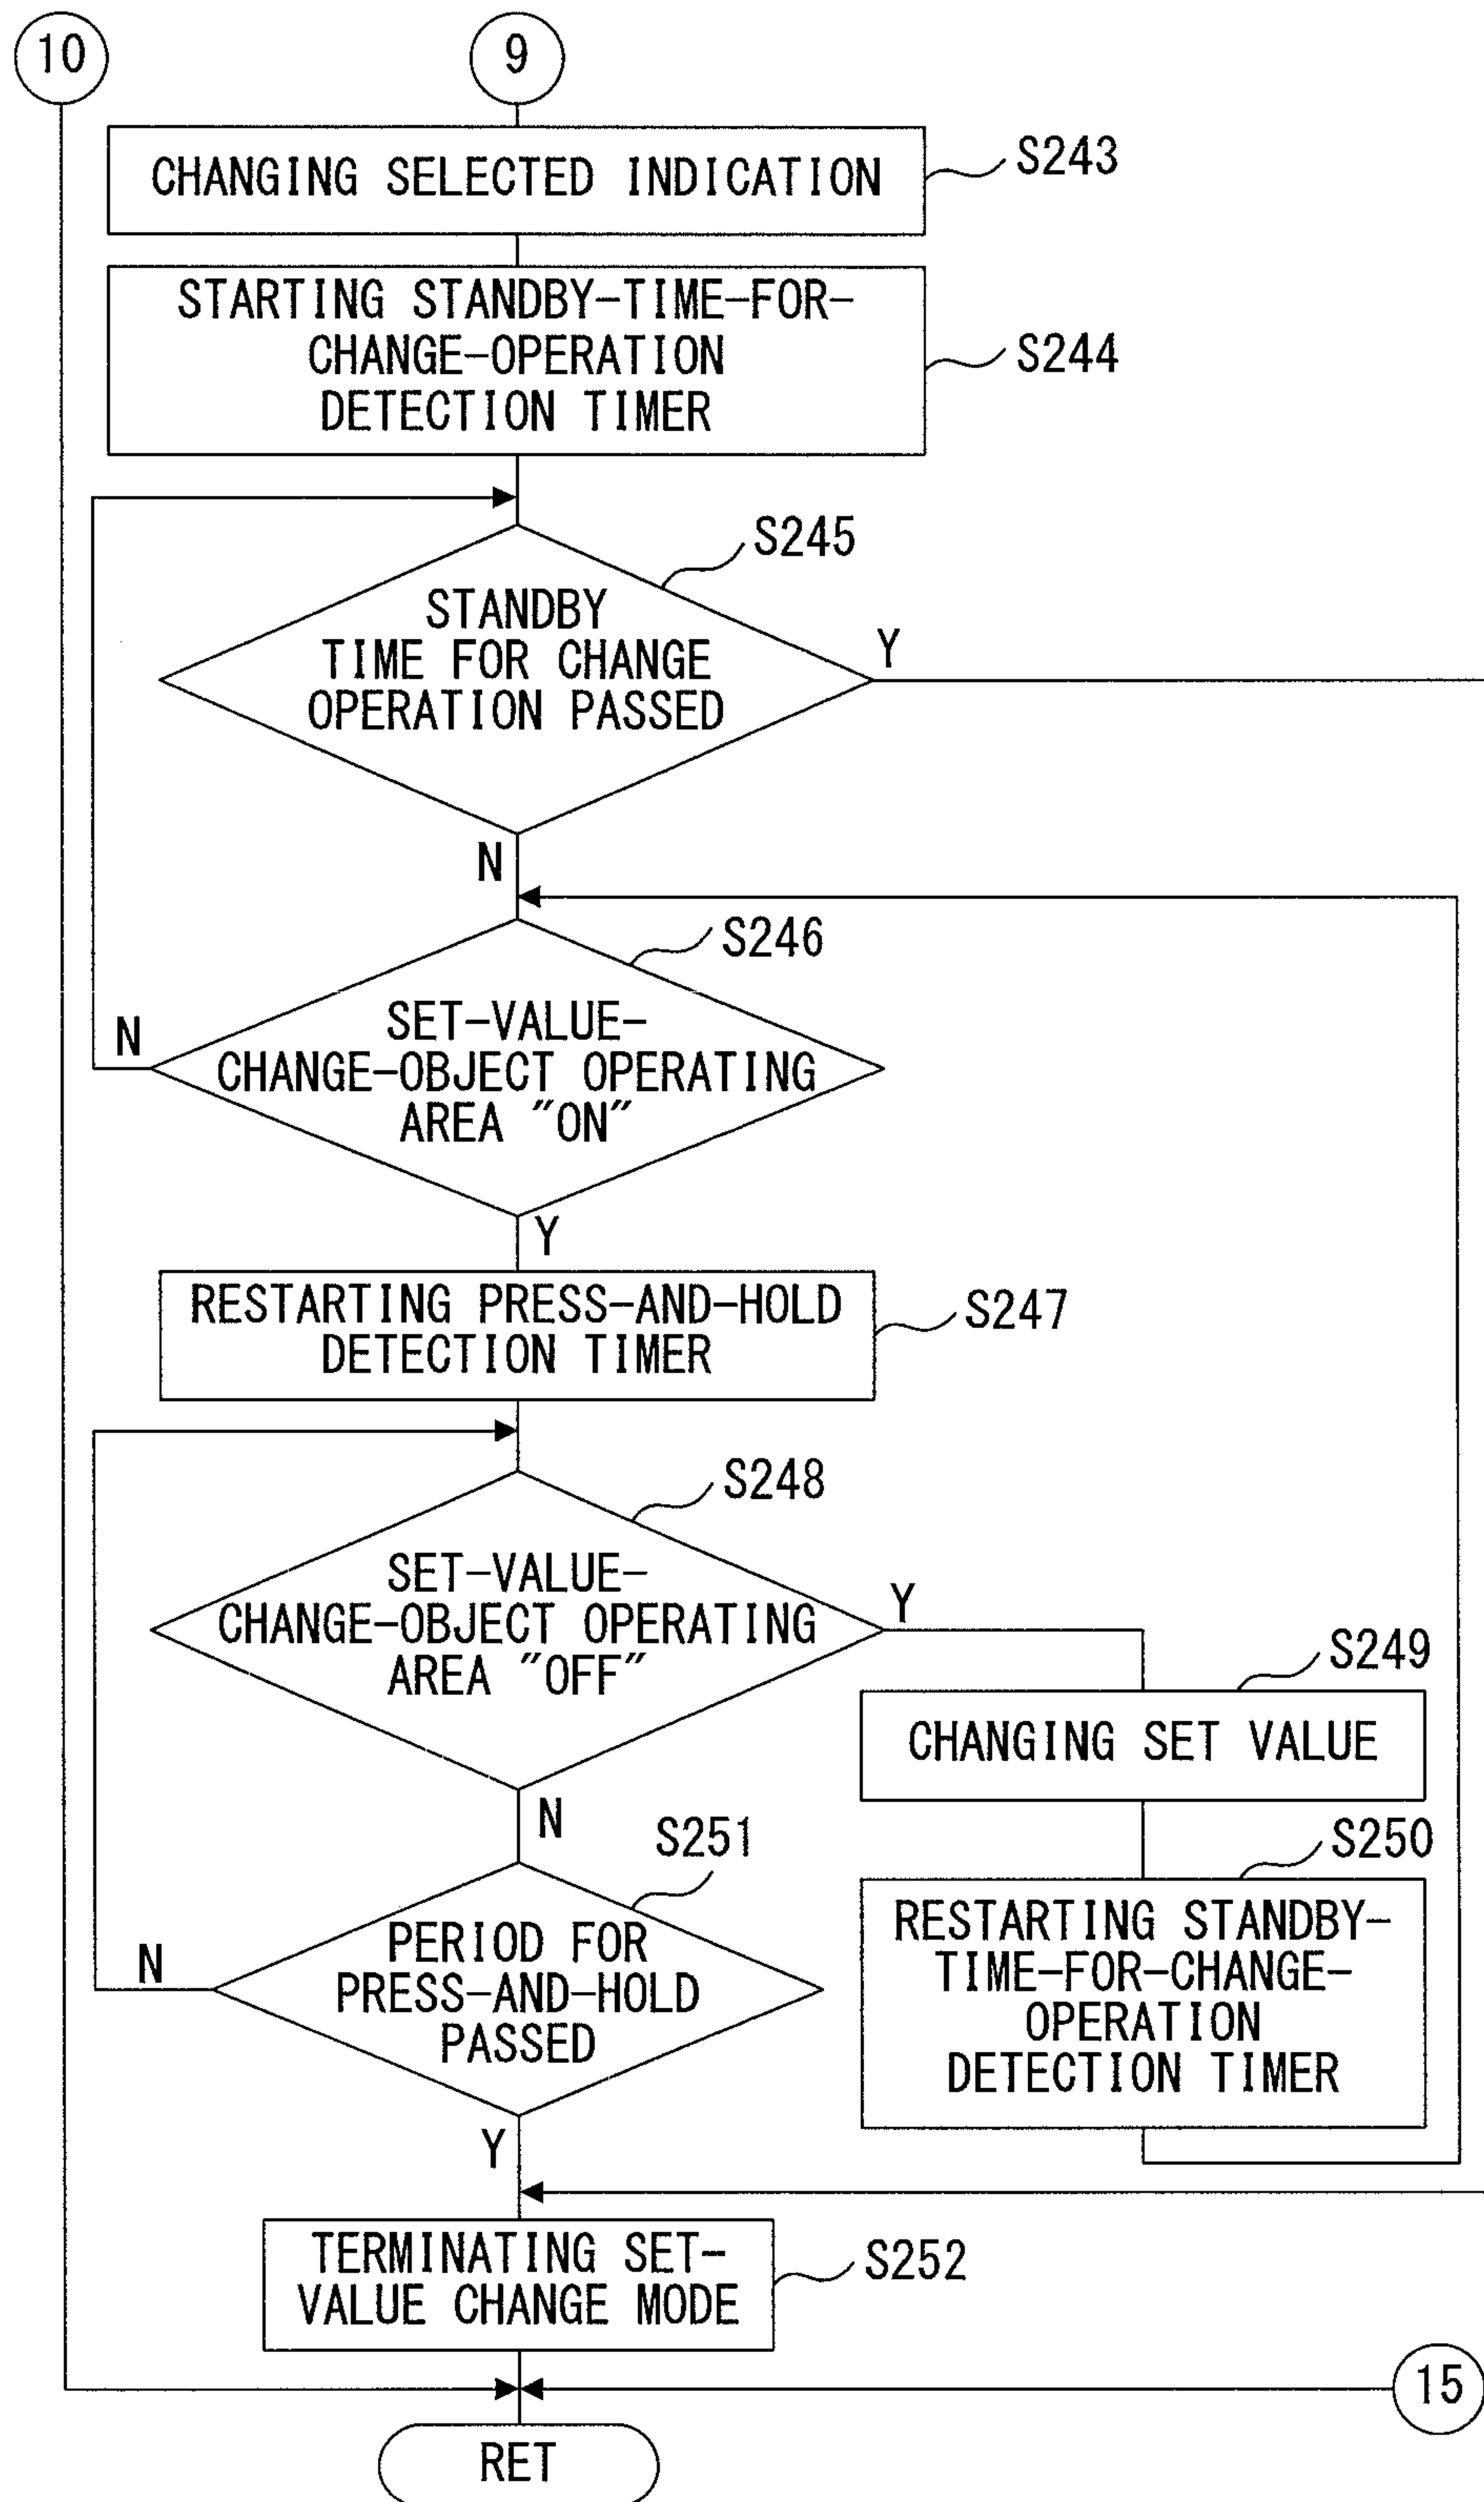 10
9
CHANGING SELECTED INDICATION
S243
STARTING STANDBY-TIME-FOR-
CHANGE-OPERATION
DETECTION TIMER
S244
S245
STANDBY
TIME FOR CHANGE
OPERATION PASSED
Y
N
S246
SET-VALUE-
CHANGE-OBJECT OPERATING
AREA "ON"
N
Y
RESTARTING PRESS-AND-HOLD
DETECTION TIMER
S247
S248
SET-VALUE-
CHANGE-OBJECT OPERATING
AREA "OFF"
Y
N
S249
CHANGING SET VALUE
S250
RESTARTING STANDBY-
TIME-FOR-CHANGE-
OPERATION
DETECTION TIMER
S251
PERIOD FOR
PRESS-AND-HOLD
PASSED
N
Y
TERMINATING SET-
VALUE CHANGE MODE
S252
15
RET